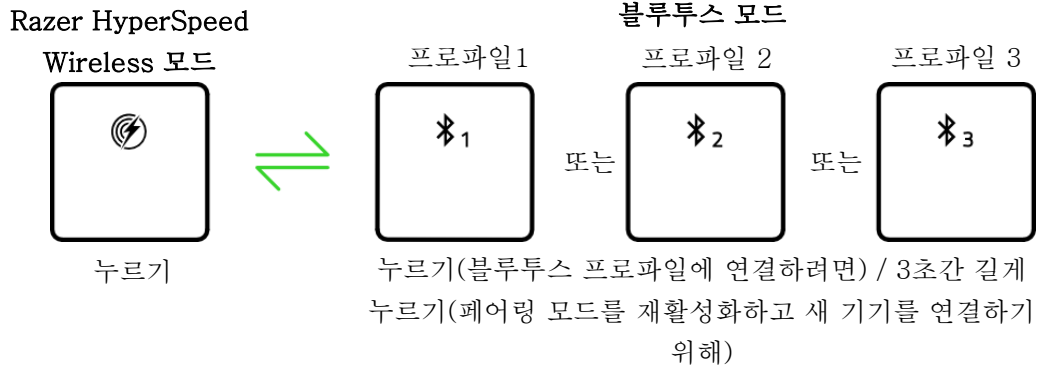 Razer HyperSpeed
Wireless 모드
누르기
블루투스 모드
프로파일1
프로파일 2
프로파일 3
1
또는
2
또는
3
누르기(블루투스 프로파일에 연결하려면) / 3초간 길게
누르기(페어링 모드를 재활성화하고 새 기기를 연결하기
위해)